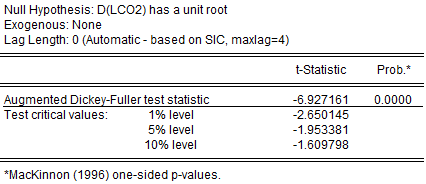 Null Hypothesis: D(LCO2) has a unit root
Exogenous: None
Lag Length: 0 (Automatic - based on SIC, maxlag=4)
t-Statistic Prob.*
Augmented Dickey-Fuller test statistic -6.927161 0.0000
Test critical values: 1% level -2.650145
5% level -1.953381
10% level -1.609798
*MacKinnon (1996) one-sided p-values.